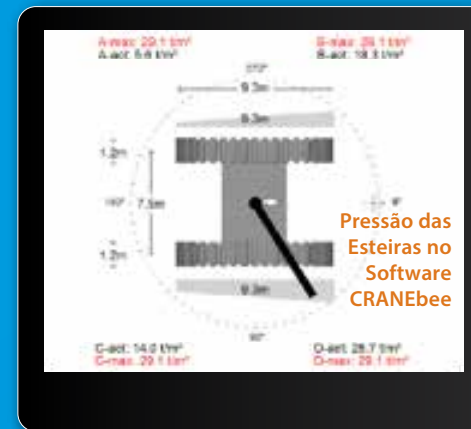 A-max: 29.1 t/m²
A-act: 5.6 t/m²
B-max: 29.1 t/m²
B-act: 18.3 t/m²
270°
9.3m
9.3m
1.2m
180°
7.5m
0°
1.2m
9.3m
90°
Pressão das
Esteiras no
Software
CRANEbee
C-act: 14.0 t/m²
C-max: 29.1 t/m²
D-act: 28.7 t/m²
D-max: 29.1 t/m²